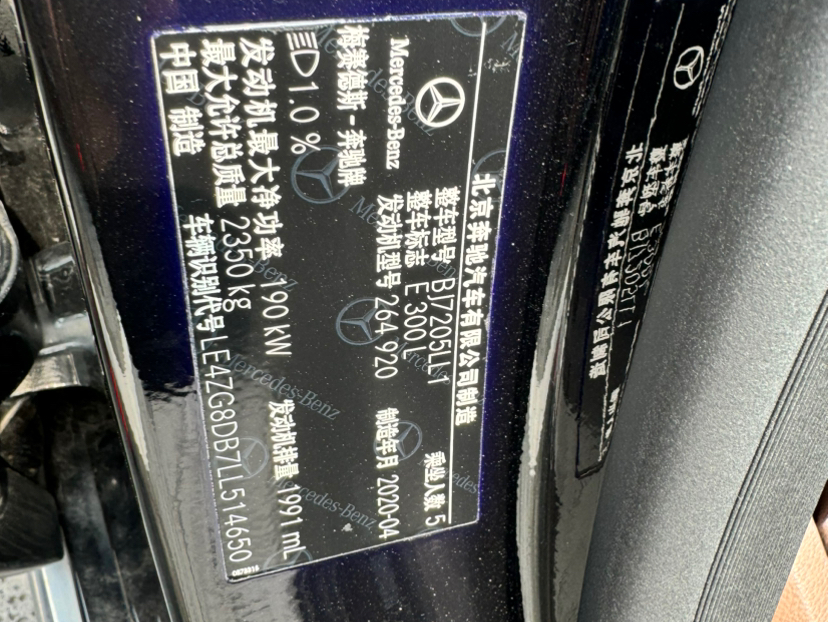 Mercedes-Benz
梅赛德斯-奔驰牌
北京奔驰汽车有限公司制造
整车型号 BJ7205LL1
整车标志 E 300 L
乘坐人数 5
发动机型号 264 920
制造年月 2020-04
1.0 %
发动机最大净功率 190 kW
发动机排量 1991 mL
最大允许总质量 2350 kg
中国 制造
车辆识别代号 LE4ZG8DB7LL514650